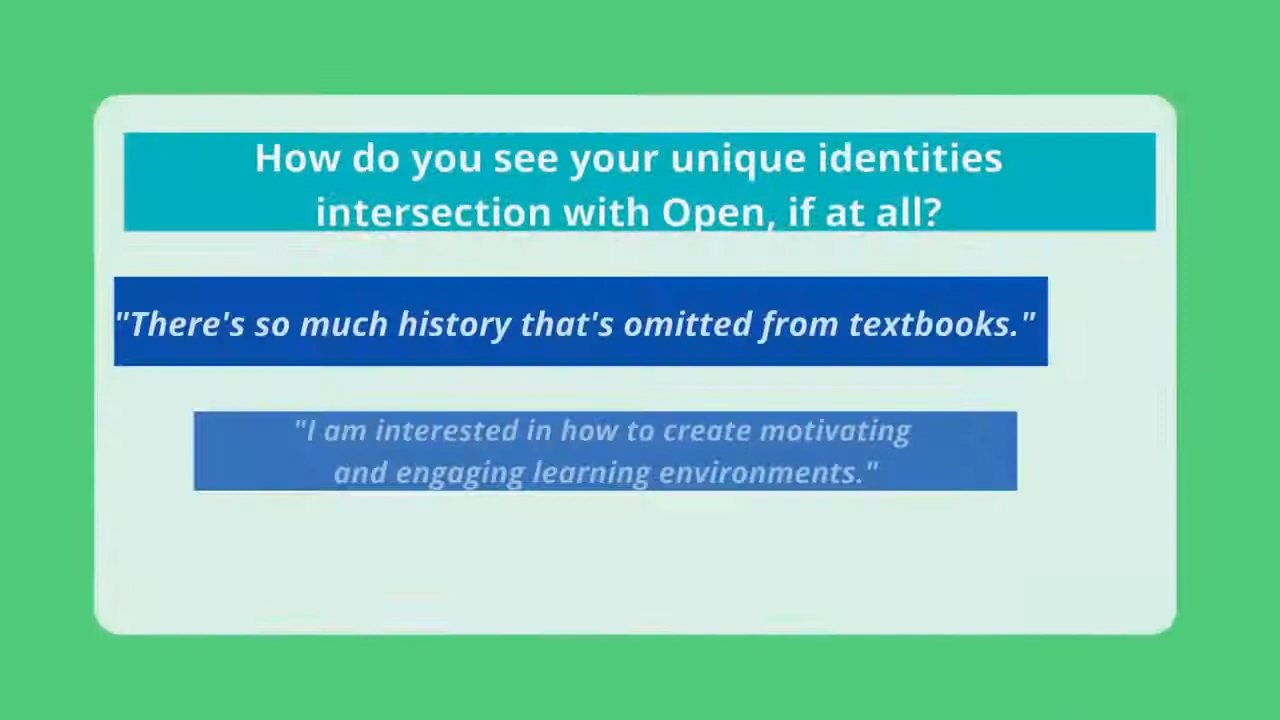 How do you see your unique identities
intersection with Open, if at all?
"There's so much history that's omitted from textbooks."
"I am interested in how to create motivating
and engaging learning environments."